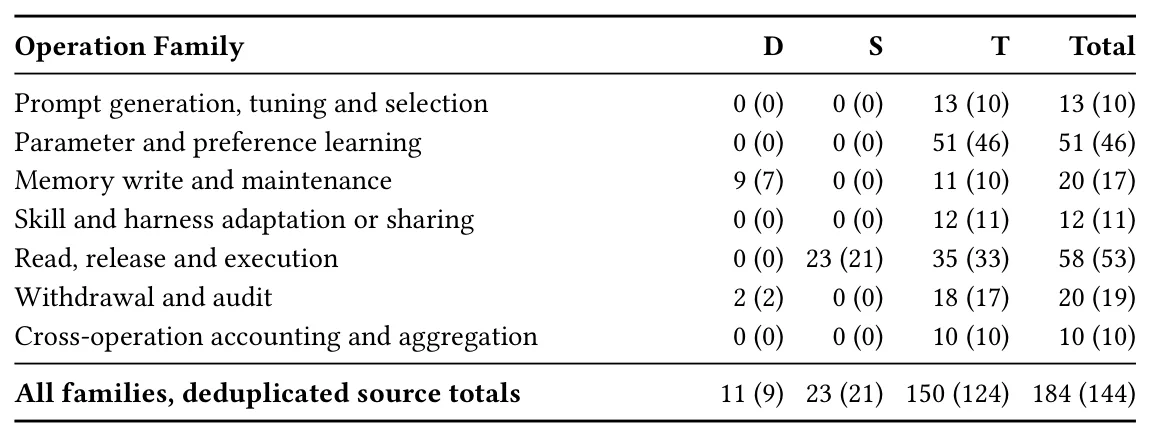 Operation Family D S T Total
Prompt generation, tuning and selection 0 (0) 0 (0) 13 (10) 13 (10)
Parameter and preference learning 0 (0) 0 (0) 51 (46) 51 (46)
Memory write and maintenance 9 (7) 0 (0) 11 (10) 20 (17)
Skill and harness adaptation or sharing 0 (0) 0 (0) 12 (11) 12 (11)
Read, release and execution 0 (0) 23 (21) 35 (33) 58 (53)
Withdrawal and audit 2 (2) 0 (0) 18 (17) 20 (19)
Cross-operation accounting and aggregation 0 (0) 0 (0) 10 (10) 10 (10)
All families, deduplicated source totals 11 (9) 23 (21) 150 (124) 184 (144)